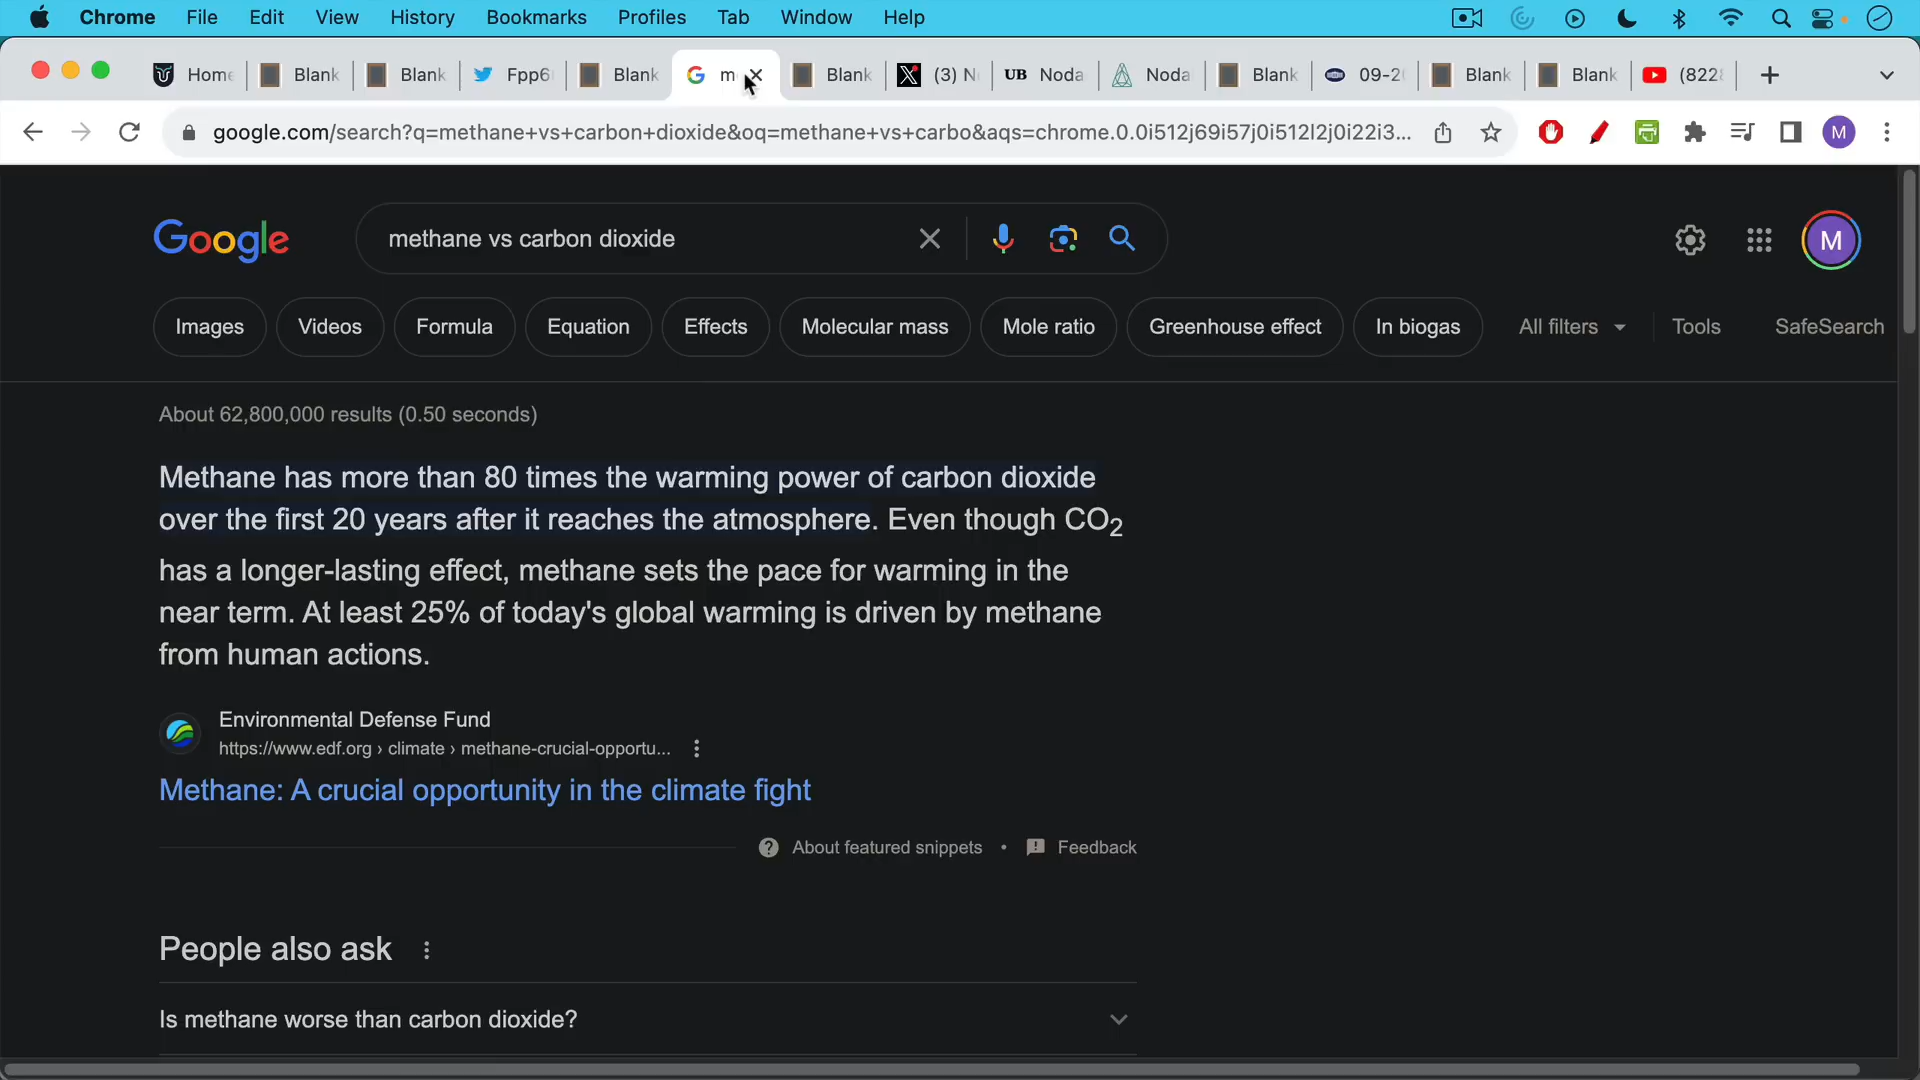 Chrome File Edit View History Bookmarks Profiles Tab Window Help
Home Blank Blank Fpp6 Blank m Blank (3) N UB Noda Noda Blank 09-2 Blank Blank (822
google.com/search?q=methane+vs+carbon+dioxide&oq=methane+vs+carbo&aqs=chrome.0.0i512j69i57j0i512l2j0i22i3... M
Google methane vs carbon dioxide M
Images Videos Formula Equation Effects Molecular mass Mole ratio Greenhouse effect In biogas All filters Tools SafeSearch
About 62,800,000 results (0.50 seconds)
Methane has more than 80 times the warming power of carbon dioxide
over the first 20 years after it reaches the atmosphere. Even though CO₂
has a longer-lasting effect, methane sets the pace for warming in the
near term. At least 25% of today's global warming is driven by methane
from human actions.
Environmental Defense Fund
https://www.edf.org › climate › methane-crucial-opportu...
Methane: A crucial opportunity in the climate fight
About featured snippets • Feedback
People also ask
Is methane worse than carbon dioxide?